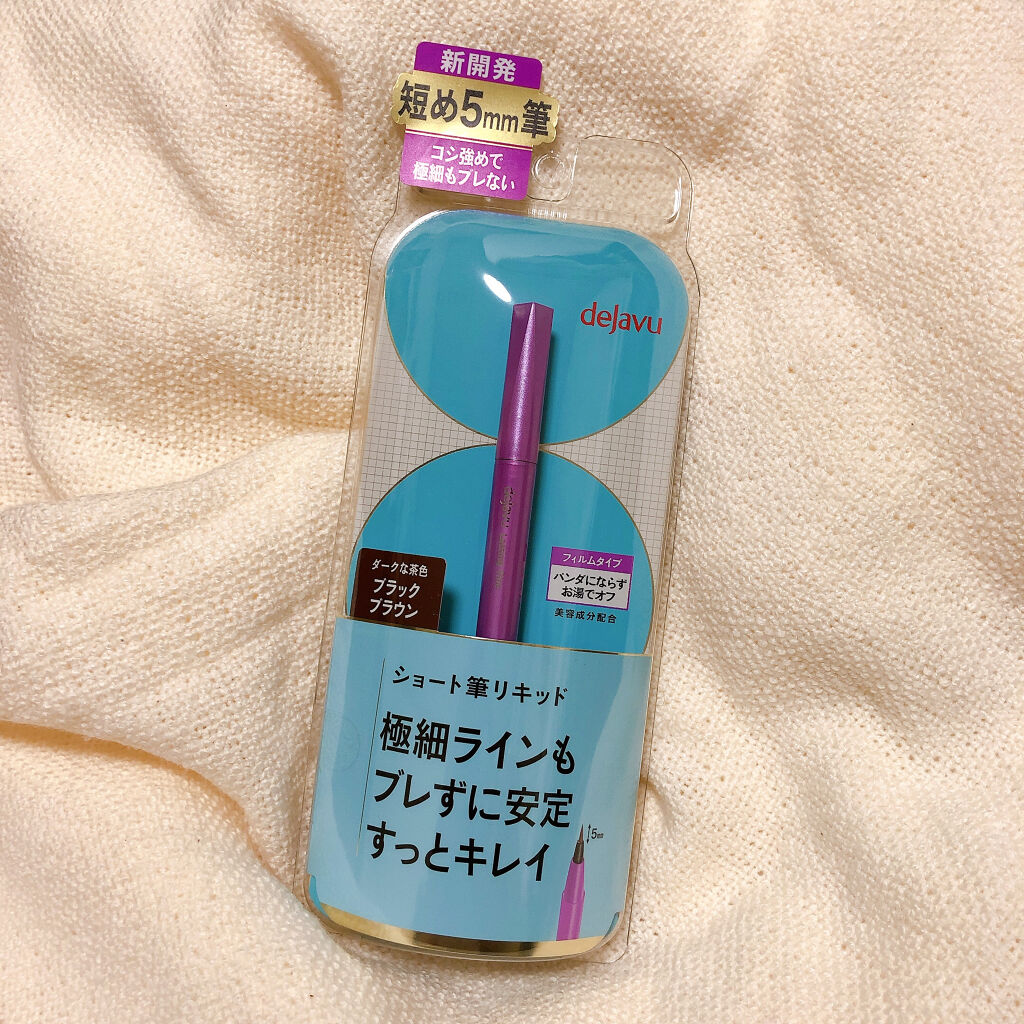 新開発
短め5mm筆
コシ強めで
極細もブレない
dejavu
フィルムタイプ
パンダにならず
お湯でオフ
美容成分配合
ダークな茶色
ブラック
ブラウン
ショート筆リキッド
極細ラインも
ブレずに安定
すっとキレイ
5mm